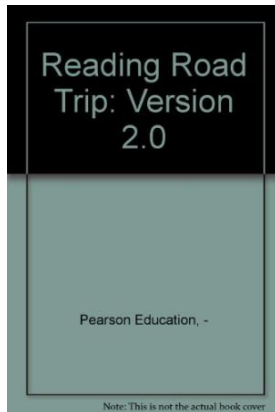 Reading Road
Trip: Version
2.0
Pearson Education, -
Note: This is not the actual book cover